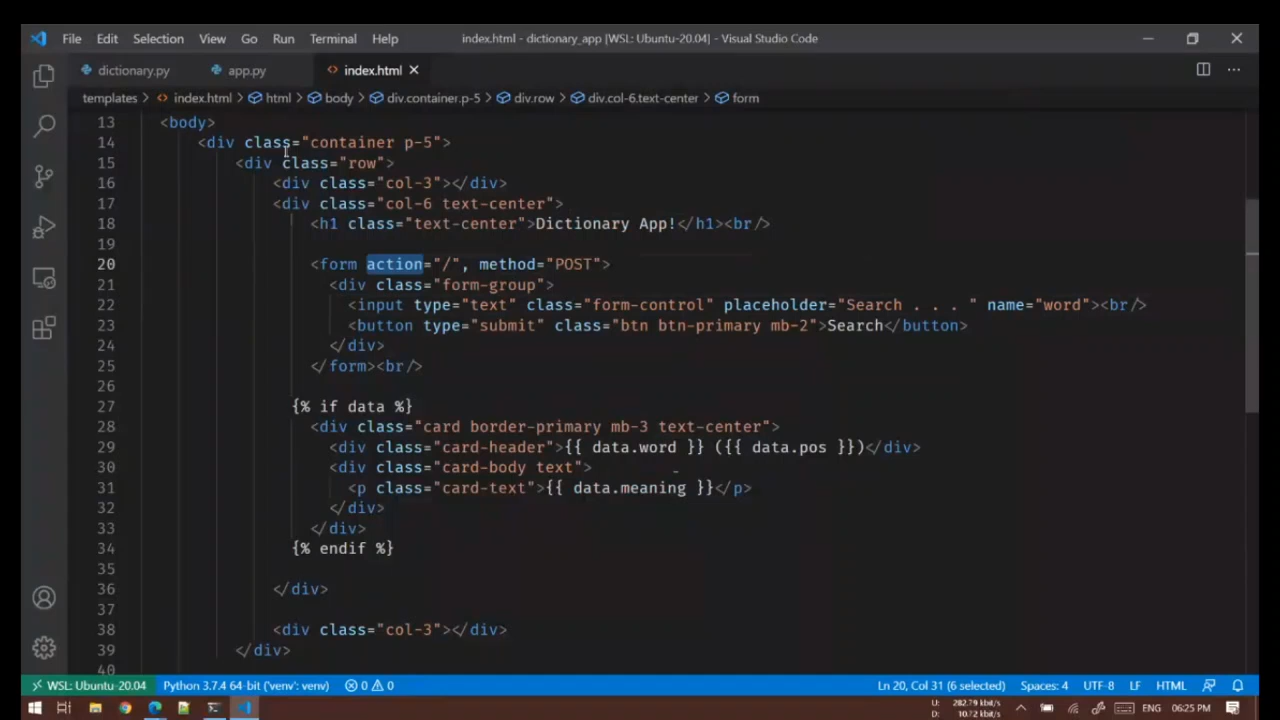 File Edit Selection View Go Run Terminal Help index.html - dictionary_app [WSL: Ubuntu-20.04] - Visual Studio Code
dictionary.py app.py <> index.html
templates > <> index.html > html > body > div.container.p-5 > div.row > div.col-6.text-center > form
13 <body>
14 <div class="container p-5">
15 <div class="row">
16 <div class="col-3"></div>
17 <div class="col-6 text-center">
18 <h1 class="text-center">Dictionary App!</h1><br/>
19
20 <form action="/", method="POST">
21 <div class="form-group">
22 <input type="text" class="form-control" placeholder="Search . . . " name="word"><br/>
23 <button type="submit" class="btn btn-primary mb-2">Search</button>
24 </div>
25 </form><br/>
26
27 {% if data %}
28 <div class="card border-primary mb-3 text-center">
29 <div class="card-header">{{ data.word }} ({{ data.pos }})</div>
30 <div class="card-body text">
31 <p class="card-text">{{ data.meaning }}</p>
32 </div>
33 </div>
34 {% endif %}
35
36 </div>
37
38 <div class="col-3"></div>
39 </div>
40
WSL: Ubuntu-20.04 Python 3.7.4 64-bit ('venv': venv) 0 0 Ln 20, Col 31 (6 selected) Spaces: 4 UTF-8 LF HTML
U: 282.79 kbit/s
D: 10.72 kbit/s
ENG 06:25 PM